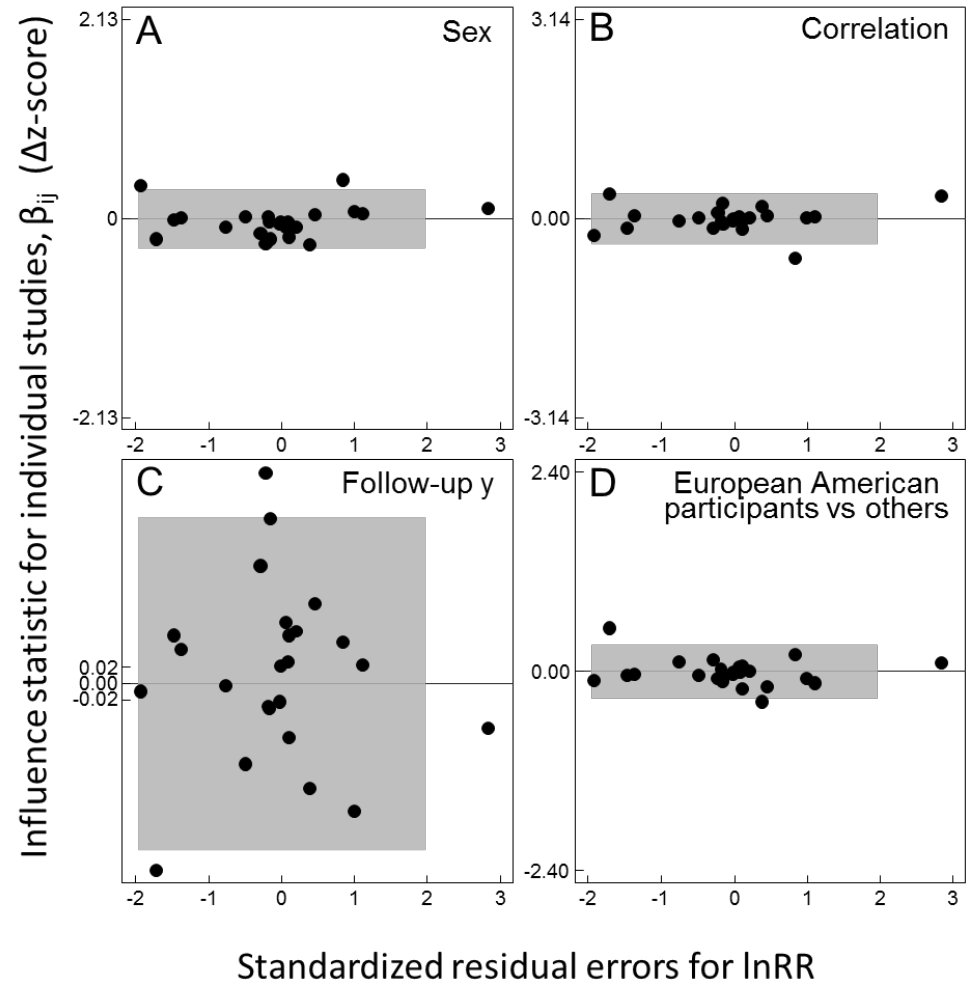 Influence statistic for individual studies, βij (Δz-score)
A
Sex
2.13
0
-2.13
-2 -1 0 1 2 3
B
Correlation
3.14
0.00
-3.14
-2 -1 0 1 2 3
C
Follow-up y
0.02
-0.02
-2 -1 0 1 2 3
D
European American
participants vs others
2.40
0.00
-2.40
-2 -1 0 1 2 3
Standardized residual errors for lnRR